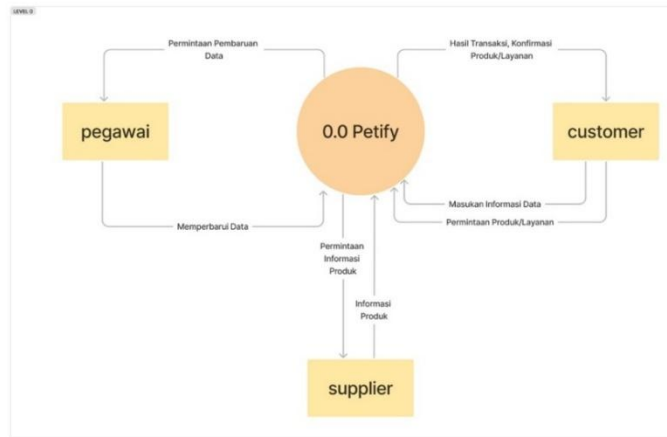 LEVEL 0
Permintaan Pembaruan
Data
Hasil Transaksi, Konfirmasi
Produk/Layanan
pegawai
0.0 Petify
customer
Masukan Informasi Data
Permintaan Produk/Layanan
Memperbarui Data
Permintaan
Informasi
Produk
Informasi
Produk
supplier